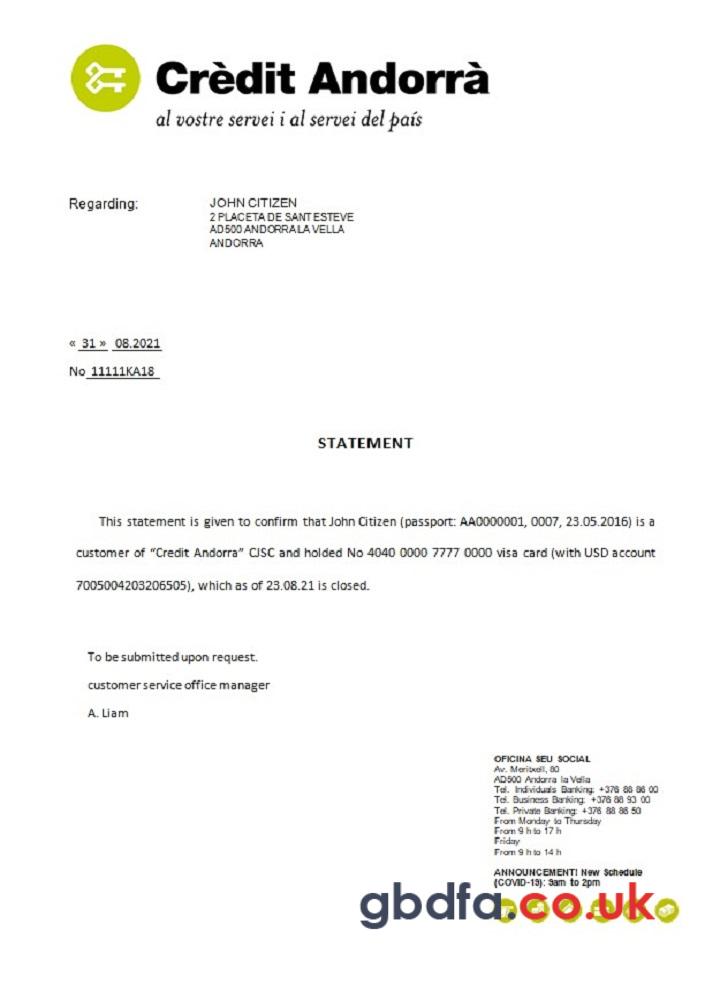 Crèdit Andorrà
al vostre servei i al servei del país
Regarding:
JOHN CITIZEN
2 PLACETA DE SANT ESTEVE
AD500 ANDORRA LA VELLA
ANDORRA
« 31 » 08.2021
No 11111KA18
STATEMENT
This statement is given to confirm that John Citizen (passport: AA0000001, 0007, 23.05.2016) is a
customer of “Credit Andorra” CJSC and holded No 4040 0000 7777 0000 visa card (with USD account
7005004203206505), which as of 23.08.21 is closed.
To be submitted upon request.
customer service office manager
A. Liam
OFICINA SEU SOCIAL
Av. Meritxell, 80
AD500 Andorra la Vella
Tel. Individuals Banking: +376 88 86 00
Tel. Business Banking: +376 88 93 00
Tel. Private Banking: +376 88 86 50
From Monday to Thursday
From 9 h to 17 h
Friday
From 9 h to 14 h
ANNOUNCEMENT! New Schedule
(COVID-19): 9am to 2pm
gbdfa.co.uk